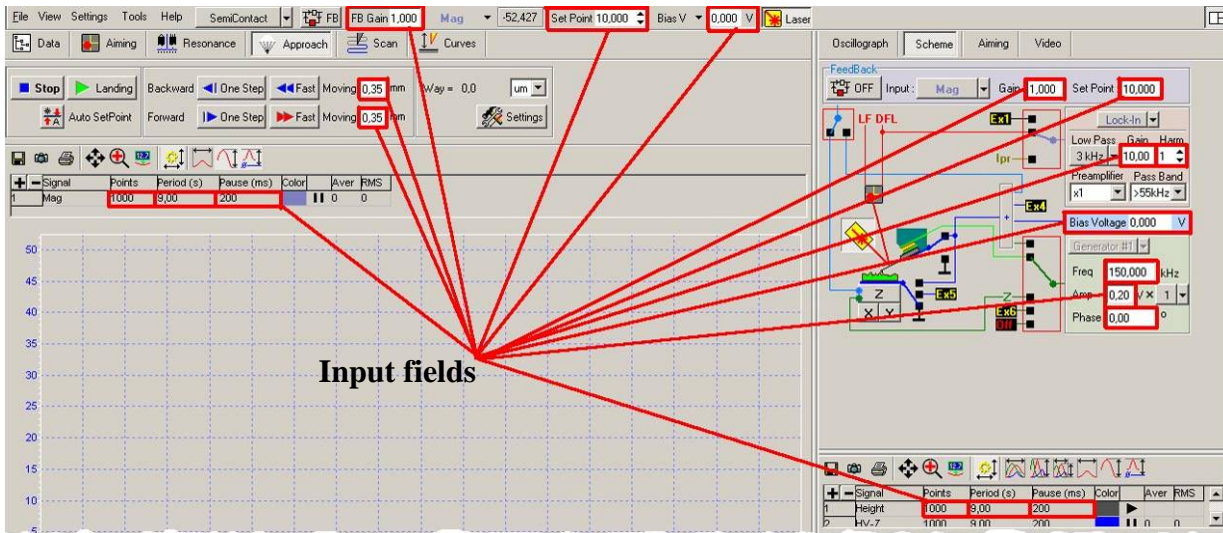 File View Settings Tools Help SemiContact FB FB Gain 1,000 Mag -52,427 Set Point 10,000 Bias V 0,000 V Laser
Data Aiming Resonance Approach Scan Curves
Stop Landing Backward One Step Fast Moving 0,35 mm Way = 0,0 um
Auto SetPoint Forward One Step Fast Moving 0,35 mm Settings
+ - Signal Points Period (s) Pause (ms) Color Aver RMS
1 Mag 1000 9,00 200 0 0
50
45
40
35
30
25
20
15
10
5
Input fields
Oscillograph Scheme Aiming Video
FeedBack
OFF Input : Mag Gain 1,000 Set Point 10,000
LF DFL Ex1 Lock-In
Low Pass Gain Harm
Ipr 3 kHz 10,00 1
Preamplifier Pass Band
x1 >55kHz
+ Ex4
Bias Voltage 0,000 V
Generator #1
Freq 150,000 kHz
Z Ex5 Z Amp 0,20 V × 1
X Y Ex6 Phase 0,00 °
Off
+ - Signal Points Period (s) Pause (ms) Color Aver RMS
1 Height 1000 9,00 200
2 HV-Z 1000 9,00 200 0 0